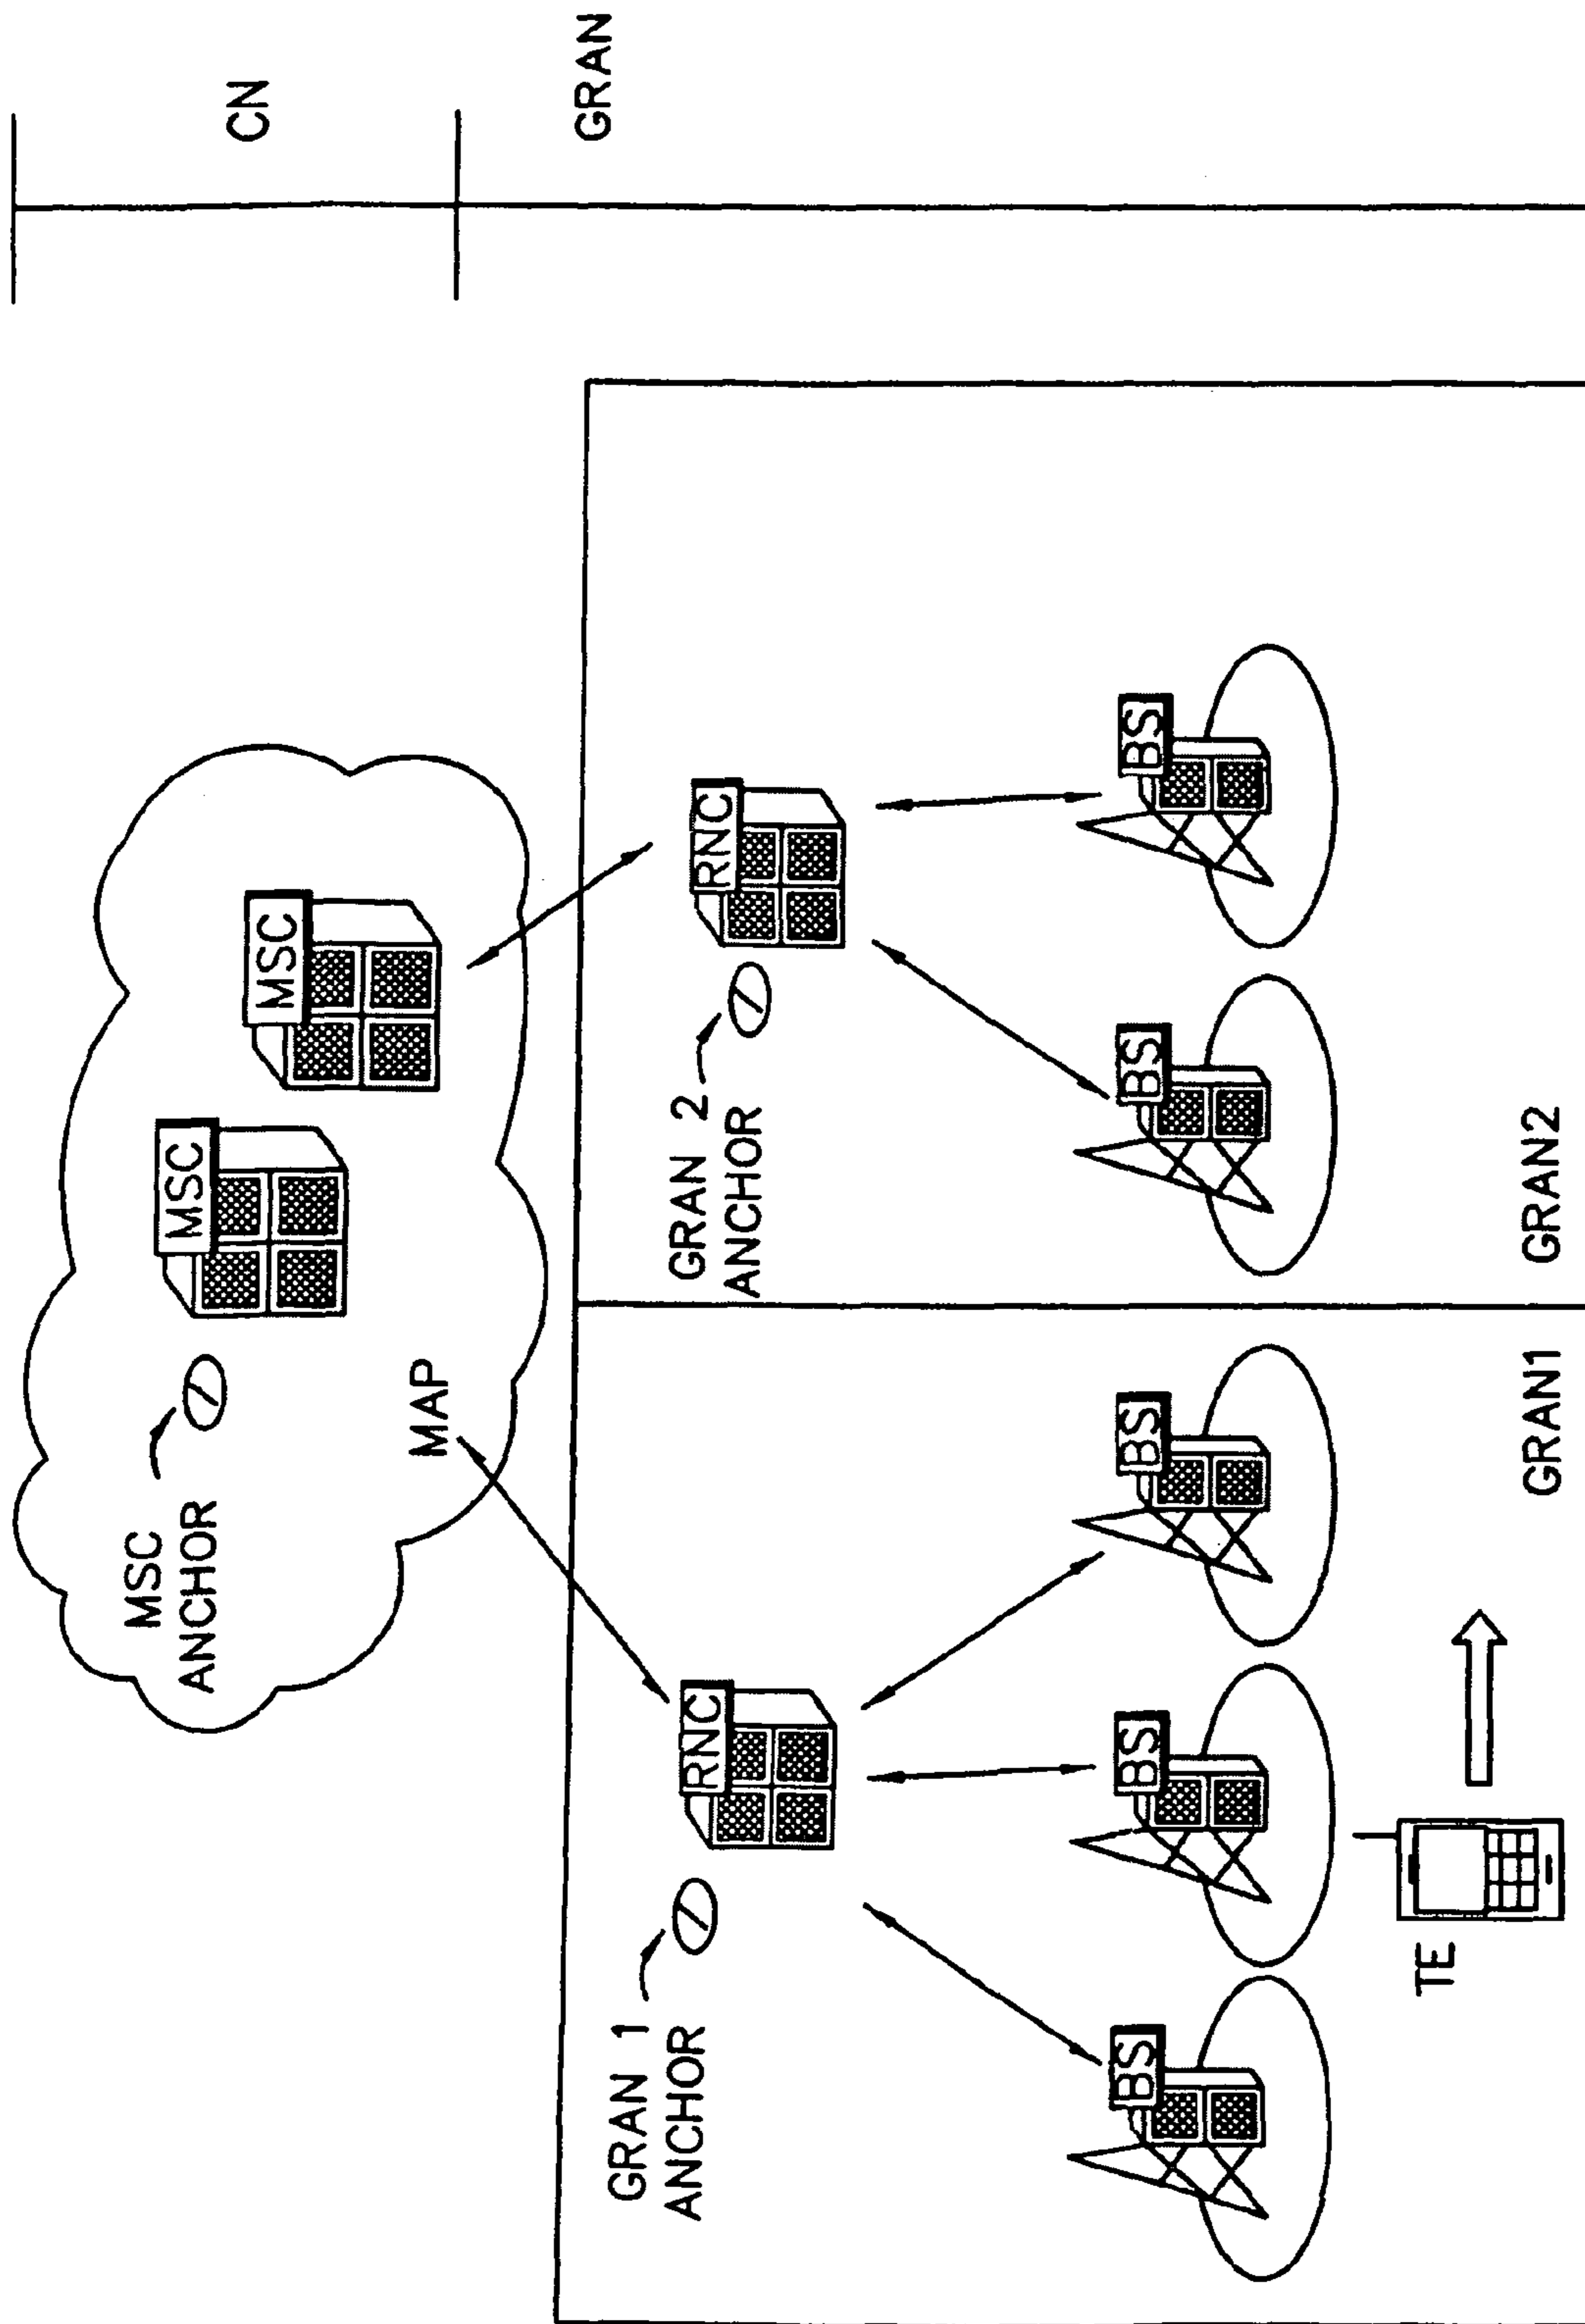 MSC
ANCHOR
MSC
MSC
CN
MAP
GRAN
GRAN 1
ANCHOR
RNC
GRAN 2
ANCHOR
RNC
BS
BS
BS
BS
BS
TE
GRAN1
GRAN2